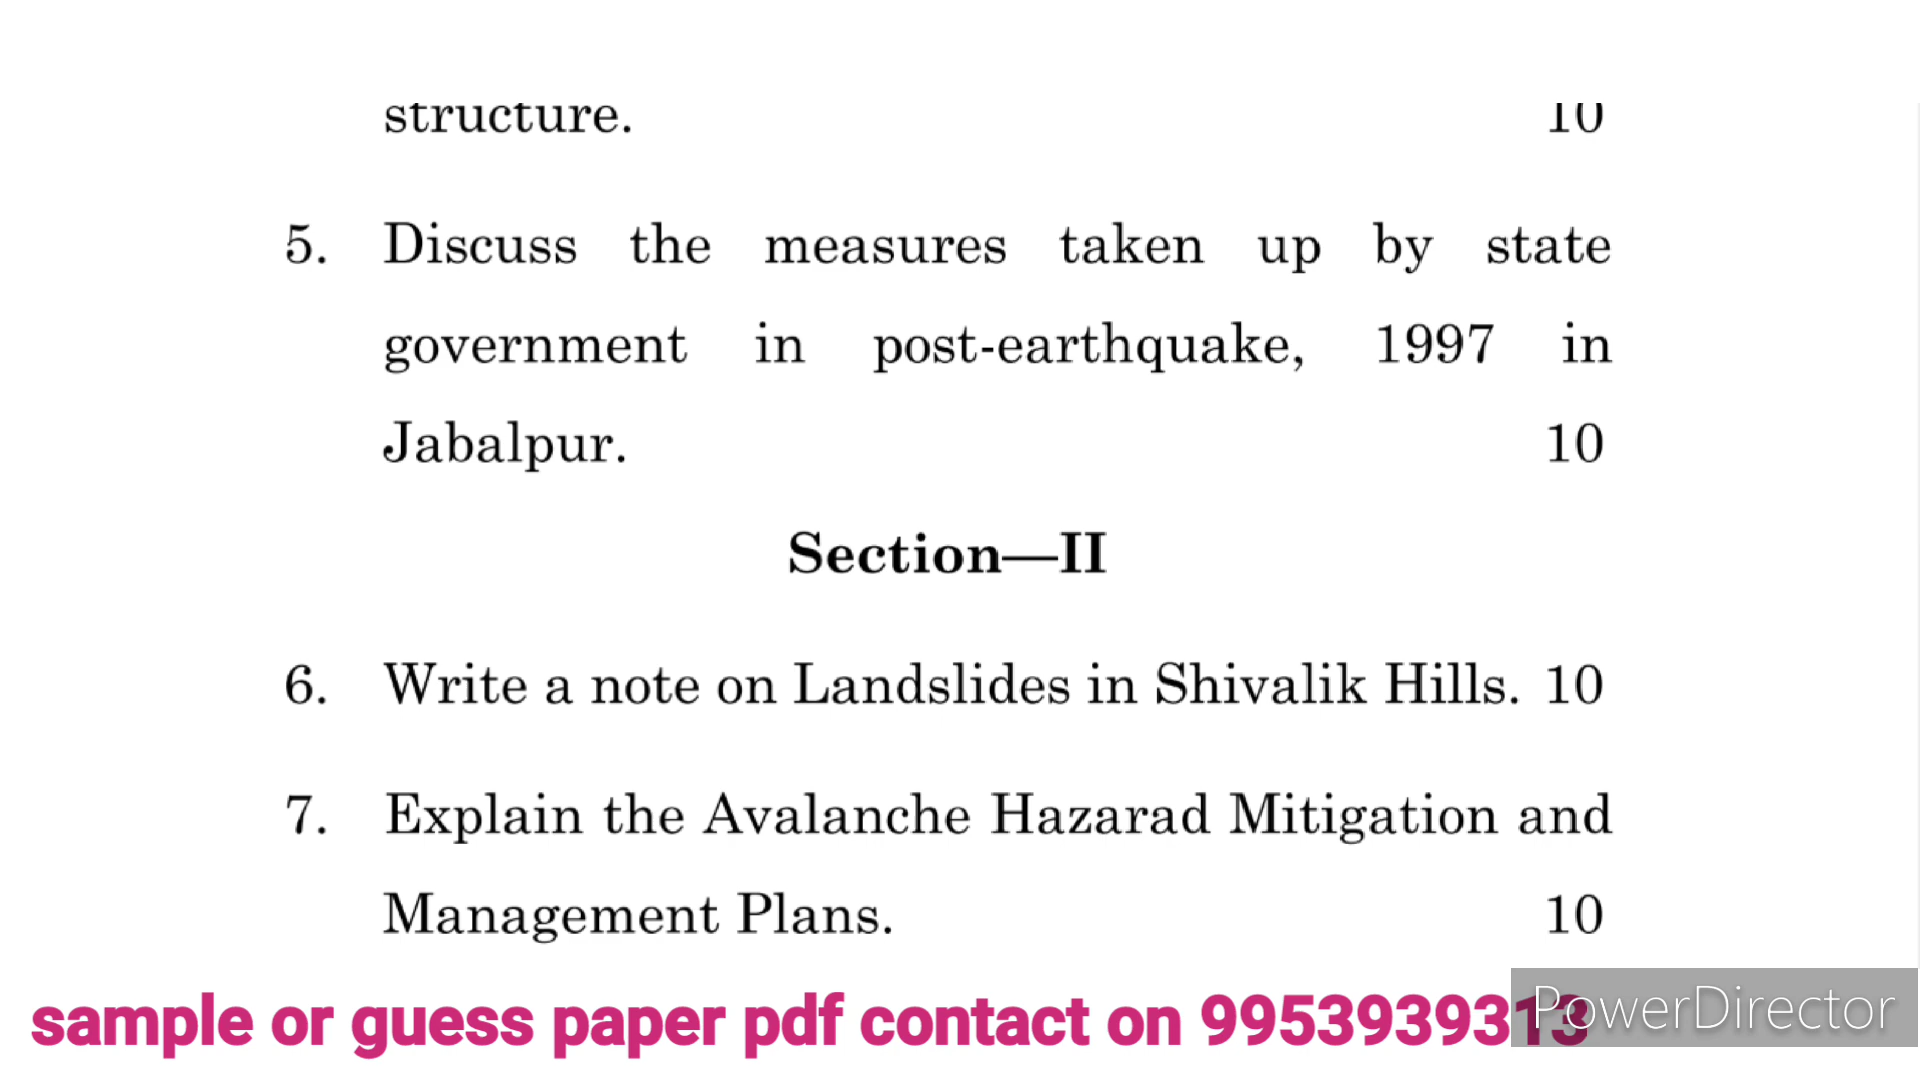 structure. 10
5. Discuss the measures taken up by state
government in post-earthquake, 1997 in
Jabalpur. 10
Section—II
6. Write a note on Landslides in Shivalik Hills. 10
7. Explain the Avalanche Hazarad Mitigation and
Management Plans. 10
sample or guess paper pdf contact on 9953939313
PowerDirector